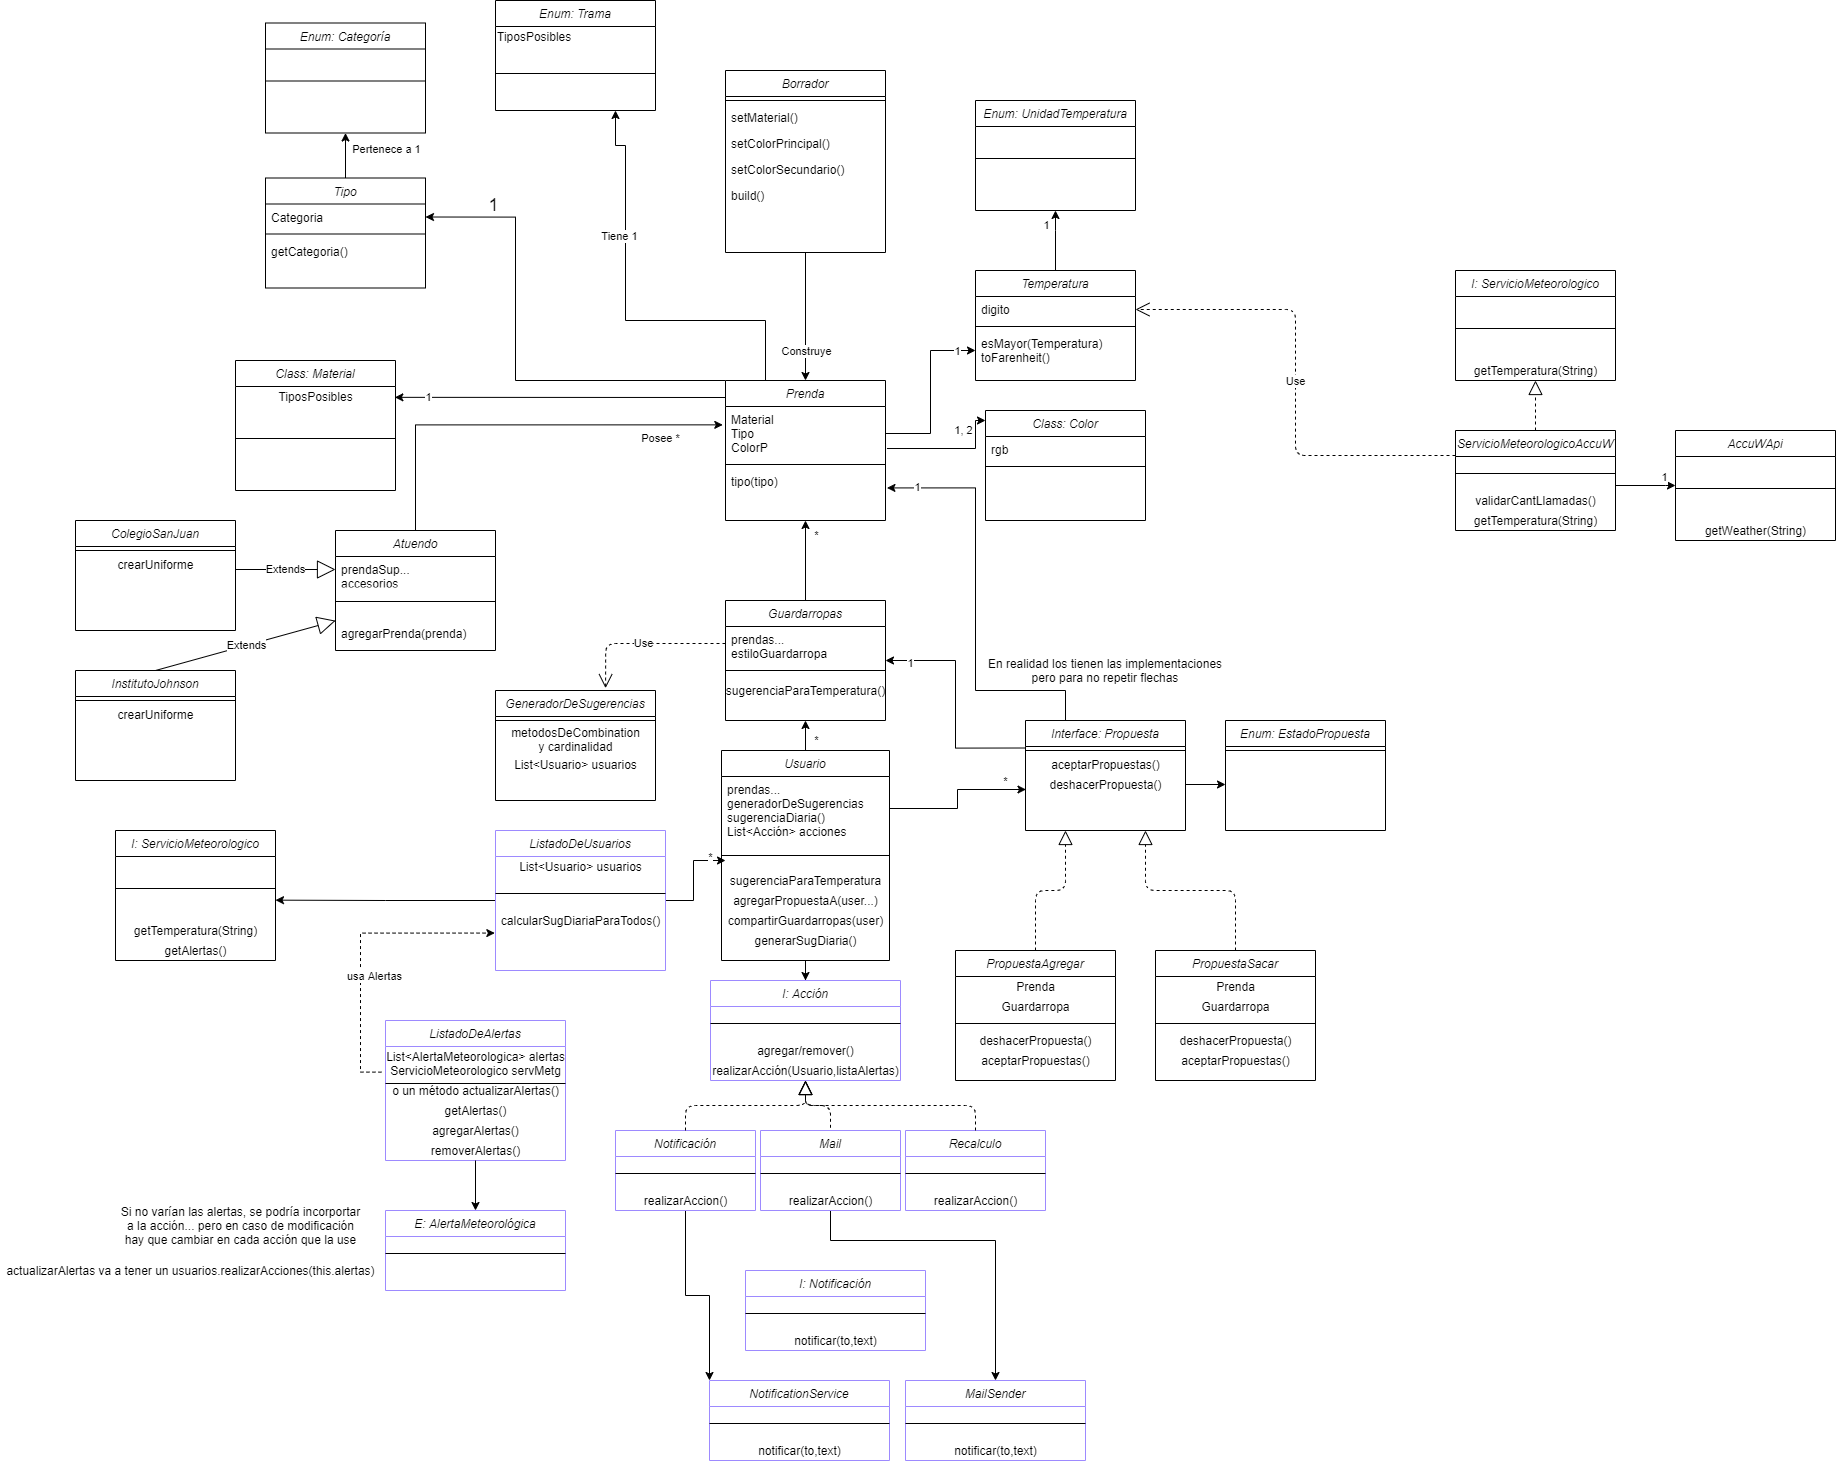 Enum: Trama
TiposPosibles
Enum: Categoría
Pertenece a 1
Tipo
Categoria
getCategoria()
1
Tiene 1
Borrador
setMaterial()
setColorPrincipal()
setColorSecundario()
build()
Construye
Enum: UnidadTemperatura
1
Temperatura
digito
esMayor(Temperatura)
toFarenheit()
1
Use
I: ServicioMeteorologico
getTemperatura(String)
ServicioMeteorologicoAccuW
validarCantLlamadas()
getTemperatura(String)
1
AccuWApi
getWeather(String)
Class: Material
TiposPosibles
1
Posee *
Prenda
Material
Tipo
ColorP
tipo(tipo)
1, 2
Class: Color
rgb
1
*
ColegioSanJuan
crearUniforme
Extends
Atuendo
prendaSup...
accesorios
agregarPrenda(prenda)
Extends
InstitutoJohnson
crearUniforme
Guardarropas
prendas...
estiloGuardarropa
sugerenciaParaTemperatura()
Use
1
GeneradorDeSugerencias
metodosDeCombination
y cardinalidad
List<Usuario> usuarios
*
En realidad los tienen las implementaciones
pero para no repetir flechas
Interface: Propuesta
aceptarPropuestas()
deshacerPropuesta()
Enum: EstadoPropuesta
Usuario
prendas...
generadorDeSugerencias
sugerenciaDiaria()
List<Acción> acciones
sugerenciaParaTemperatura
agregarPropuestaA(user...)
compartirGuardarropas(user)
generarSugDiaria()
*
*
I: ServicioMeteorologico
getTemperatura(String)
getAlertas()
ListadoDeUsuarios
List<Usuario> usuarios
calcularSugDiariaParaTodos()
usa Alertas
PropuestaAgregar
Prenda
Guardarropa
deshacerPropuesta()
aceptarPropuestas()
PropuestaSacar
Prenda
Guardarropa
deshacerPropuesta()
aceptarPropuestas()
I: Acción
agregar/remover()
realizarAcción(Usuario,listaAlertas)
ListadoDeAlertas
List<AlertaMeteorologica> alertas
ServicioMeteorologico servMetg
o un método actualizarAlertas()
getAlertas()
agregarAlertas()
removerAlertas()
Notificación
realizarAccion()
Mail
realizarAccion()
Recalculo
realizarAccion()
Si no varían las alertas, se podría incorportar
a la acción... pero en caso de modificación
hay que cambiar en cada acción que la use
actualizarAlertas va a tener un usuarios.realizarAcciones(this.alertas)
E: AlertaMeteorológica
I: Notificación
notificar(to,text)
NotificationService
notificar(to,text)
MailSender
notificar(to,text)